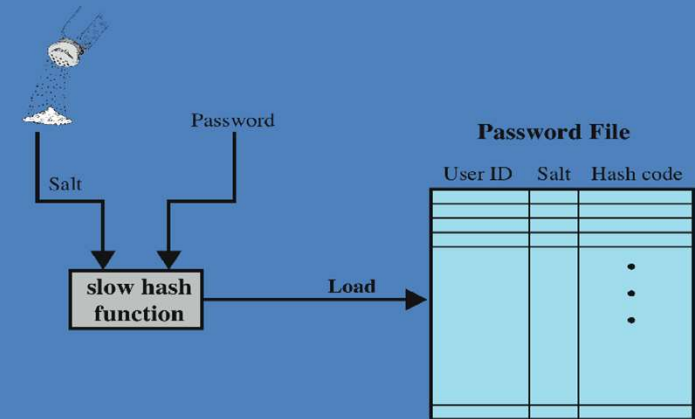 Password
Salt
slow hash
function
Load
Password File
User ID Salt Hash code